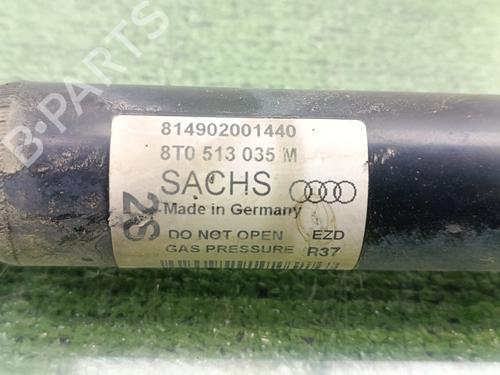 B-PARTS
814902001440
8T0 513 035 M
SACHS
Made in Germany
2S
DO NOT OPEN EZD
GAS PRESSURE R37